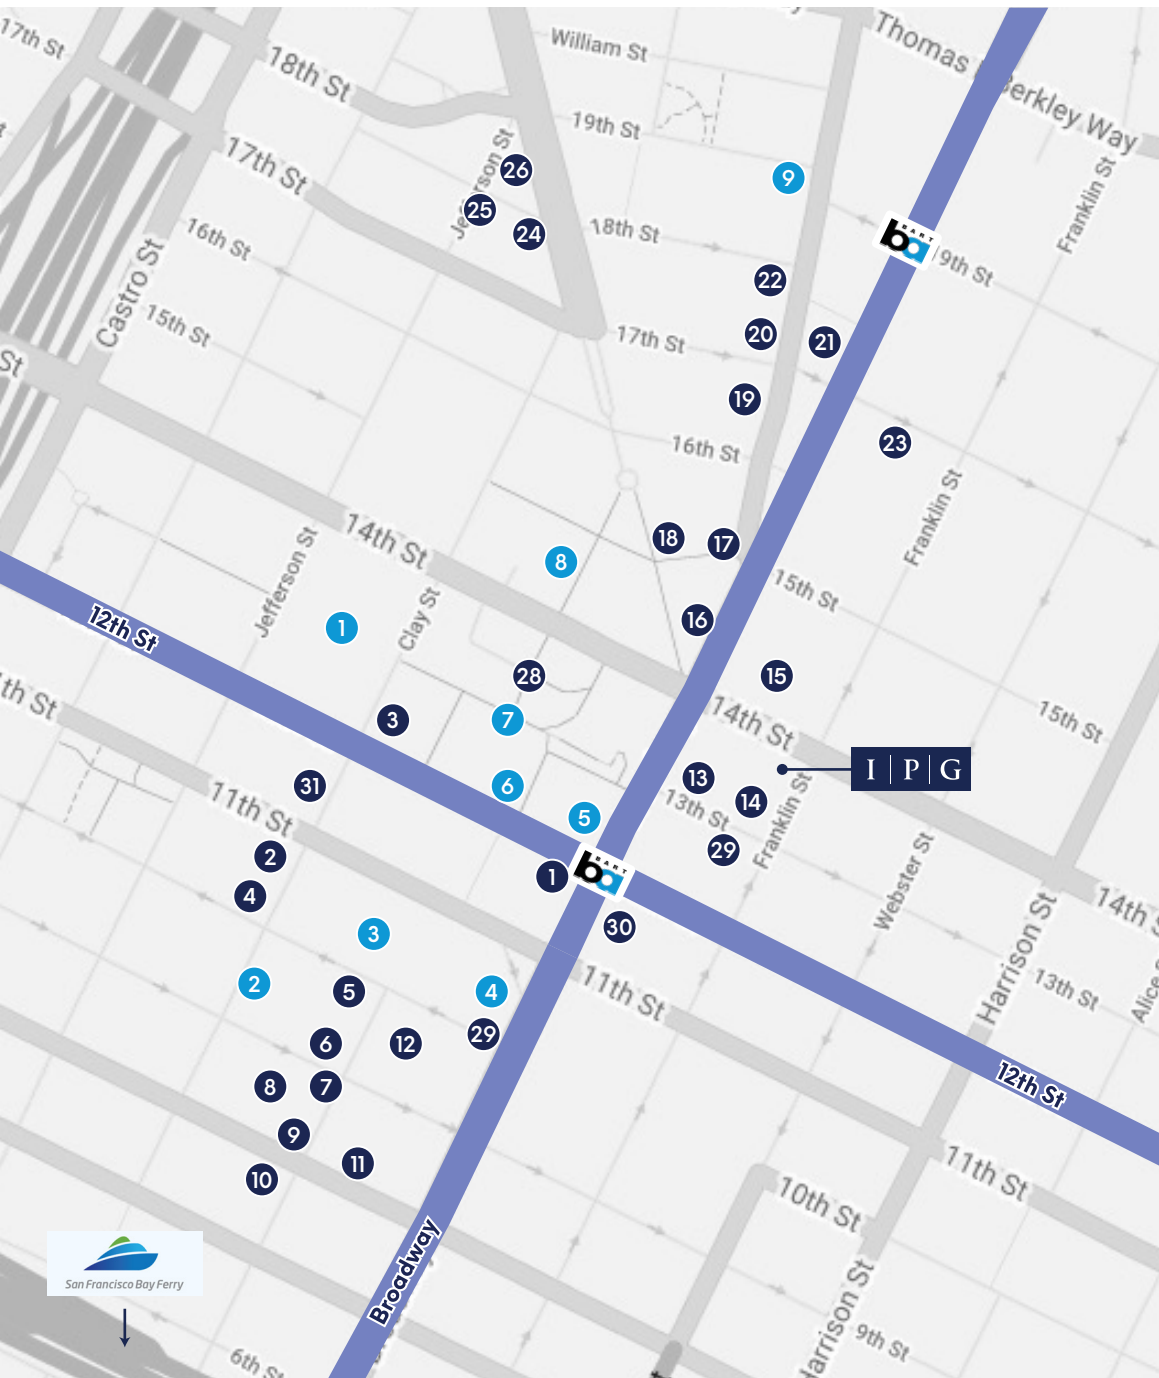 William St
Thomas L Berkley Way
17th St
18th St
19th St
17th St
Jefferson St
26
9
Franklin St
25
24
18th St
BART
ba
19th St
16th St
Castro St
22
15th St
20
21
17th St
St
19
16th St
23
14th St
Franklin St
18
17
8
15th St
Jefferson St
Clay St
1
16
12th St
28
15
3
7
14th St
15th St
I | P | G
13
31
6
14
13th St
11th St
5
29
Franklin St
2
BART
ba
1
Webster St
4
14th S
30
3
Harrison St
2
5
4
11th St
13th St
Alice S
6
12
29
8
7
12th St
9
11
10
11th St
10th St
Broadway
San Francisco Bay Ferry
Harrison St
9th St
6th St